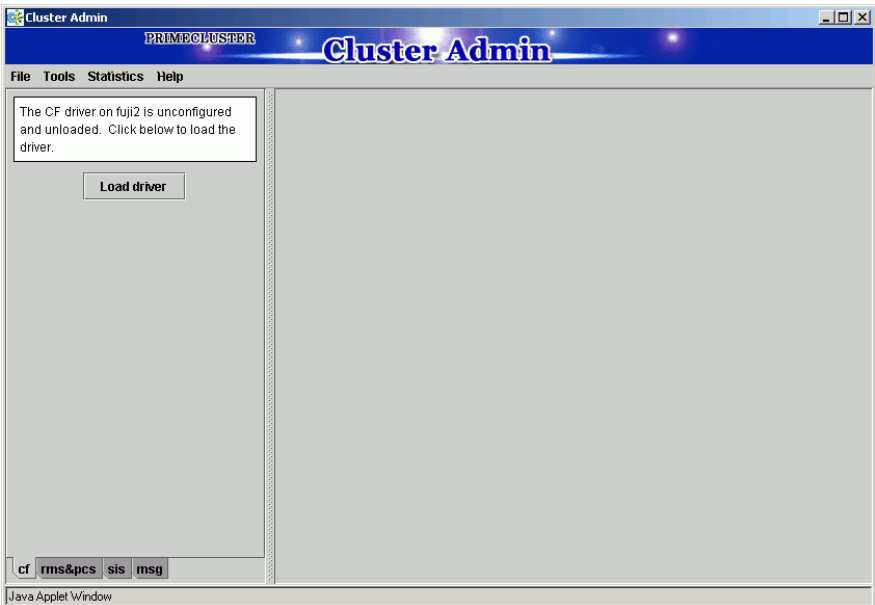 Cluster Admin
PRIMECLUSTER
Cluster Admin
File Tools Statistics Help
The CF driver on fuji2 is unconfigured
and unloaded. Click below to load the
driver.
Load driver
cf rms&pcs sis msg
Java Applet Window